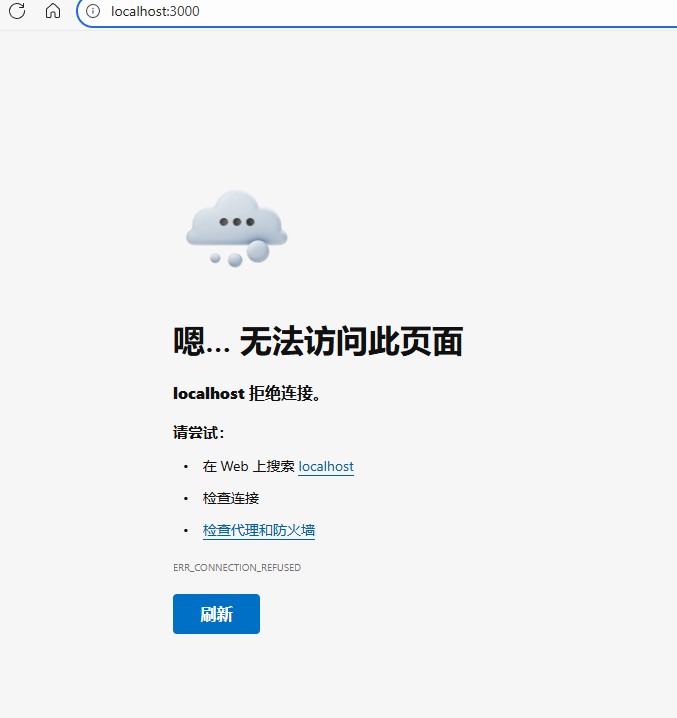 localhost:3000
嗯… 无法访问此页面
localhost 拒绝连接。
请尝试：
• 在 Web 上搜索 localhost
• 检查连接
• 检查代理和防火墙
ERR_CONNECTION_REFUSED
刷新